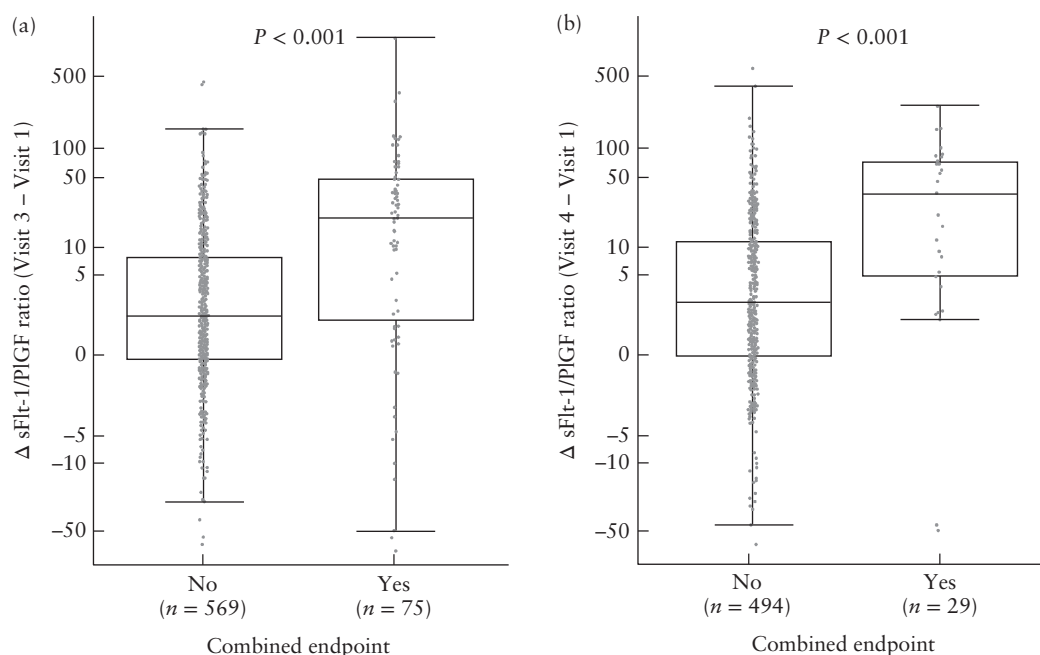 (a)
P < 0.001
Δ sFlt-1/PlGF ratio (Visit 3 – Visit 1)
500
100
50
10
5
0
–5
–10
–50
No
(n = 569)
Yes
(n = 75)
Combined endpoint
(b)
P < 0.001
Δ sFlt-1/PlGF ratio (Visit 4 – Visit 1)
500
100
50
10
5
0
–5
–10
–50
No
(n = 494)
Yes
(n = 29)
Combined endpoint